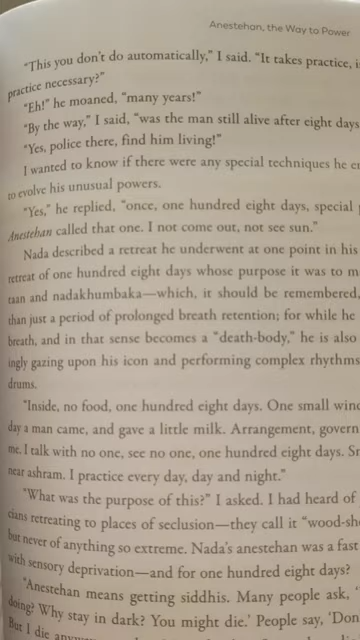 Anestehan, the Way to Power
"This you don't do automatically," I said. "It takes practice, i
practice necessary?"
"Eh!" he moaned, "many years!"
"By the way," I said, "was the man still alive after eight days
"Yes, police there, find him living!"
I wanted to know if there were any special techniques he e
to evolve his unusual powers.
"Yes," he replied, "once, one hundred eight days, special
Anestehan called that one. I not come out, not see sun."
Nada described a retreat he underwent at one point in his
retreat of one hundred eight days whose purpose it was to m
taan and nadakhumbaka—which, it should be remembered,
than just a period of prolonged breath retention; for while he
breath, and in that sense becomes a "death-body," he is also
ingly gazing upon his icon and performing complex rhythms
drums.
"Inside, no food, one hundred eight days. One small wind
day a man came, and gave a little milk. Arrangement, govern
me. I talk with no one, see no one, one hundred eight days. Sr
near ashram. I practice every day, day and night."
"What was the purpose of this?" I asked. I had heard of
cians retreating to places of seclusion—they call it "wood-sh
but never of anything so extreme. Nada's anestehan was a fast
with sensory deprivation—and for one hundred eight days?
"Anestehan means getting siddhis. Many people ask, '
doing? Why stay in dark? You might die.' People say, 'Don
But I die